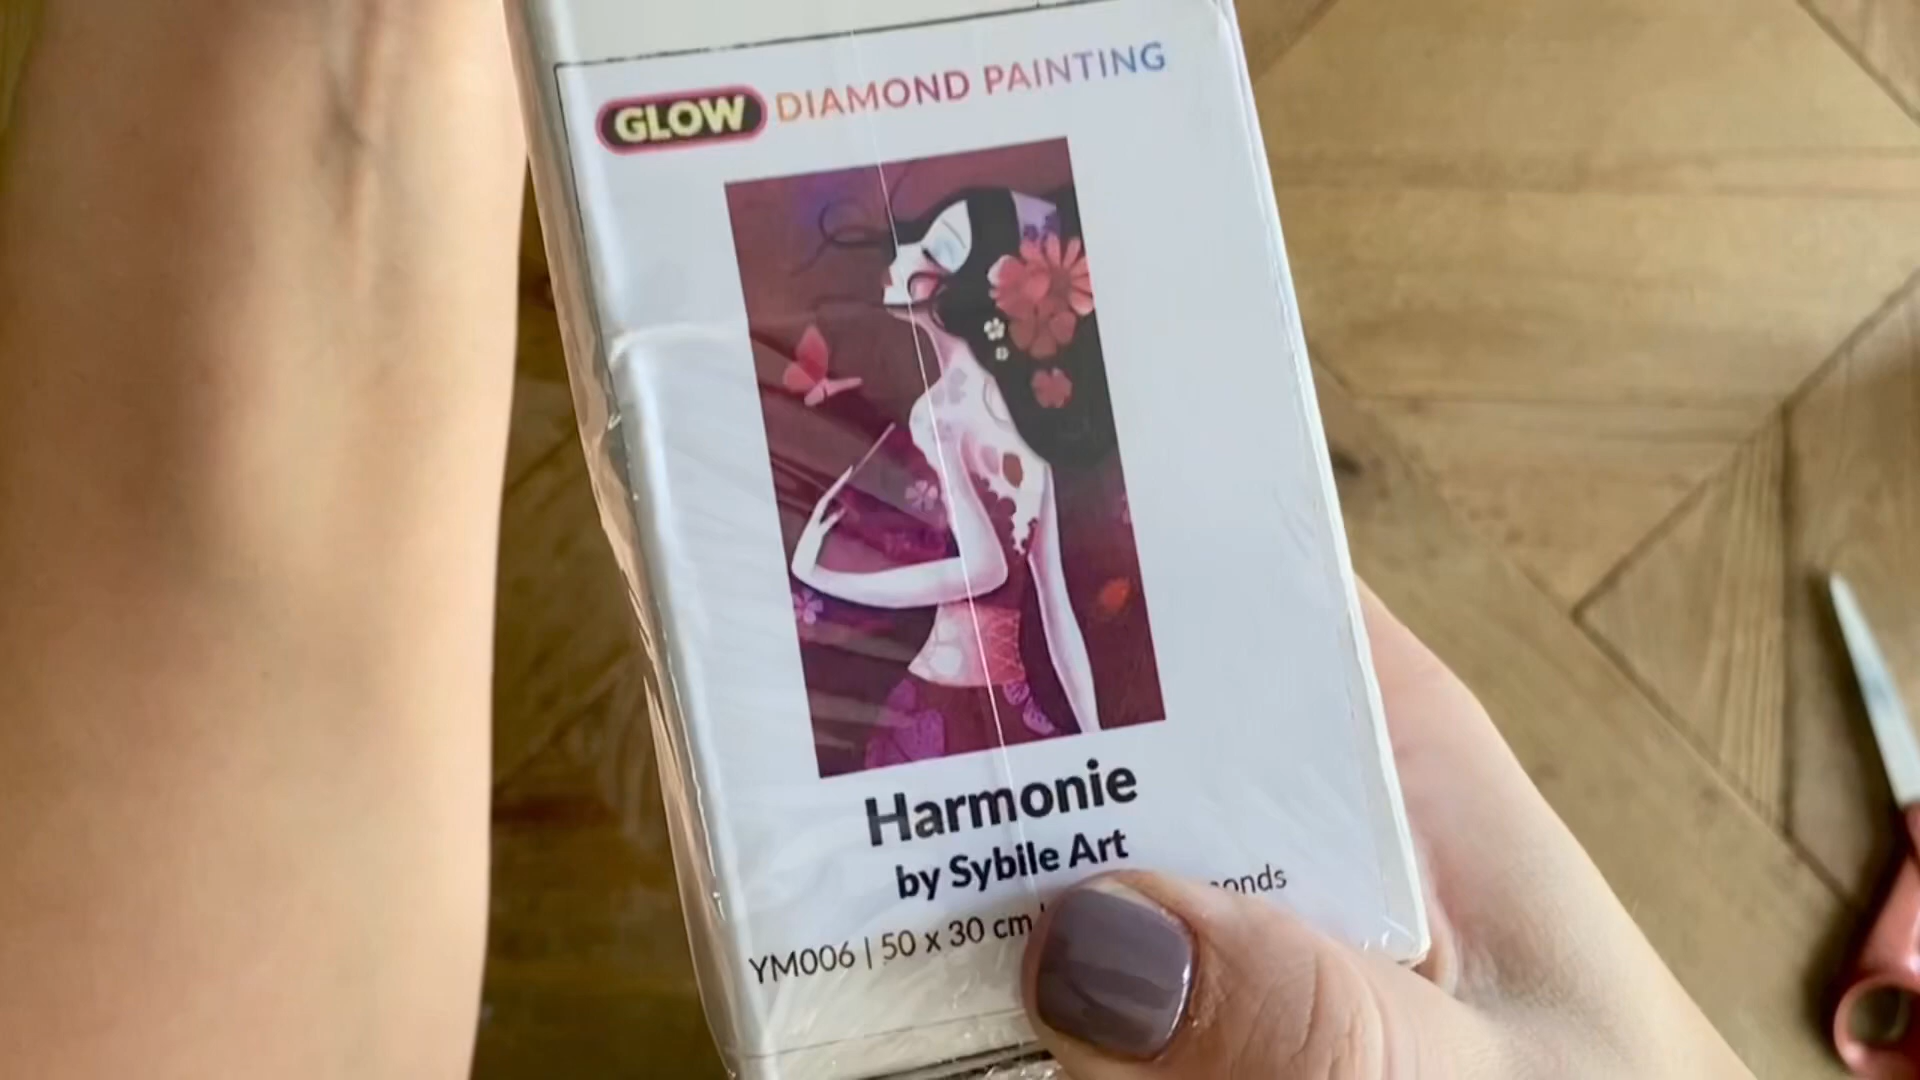 GLOW DIAMOND PAINTING
Harmonie
by Sybile Art
YM006 | 50 x 30 cm